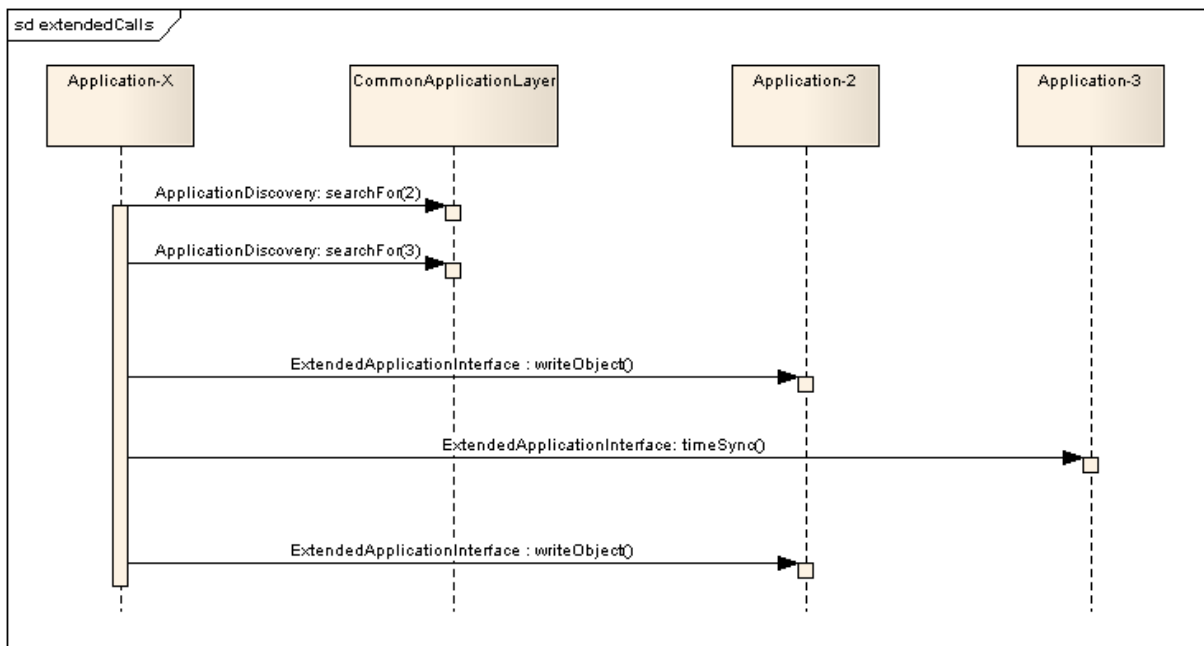 sd extendedCalls
Application-X
CommonApplicationLayer
Application-2
Application-3
ApplicationDiscovery: searchFor(2)
ApplicationDiscovery: searchFor(3)
ExtendedApplicationInterface : writeObject()
ExtendedApplicationInterface: timeSync()
ExtendedApplicationInterface : writeObject()